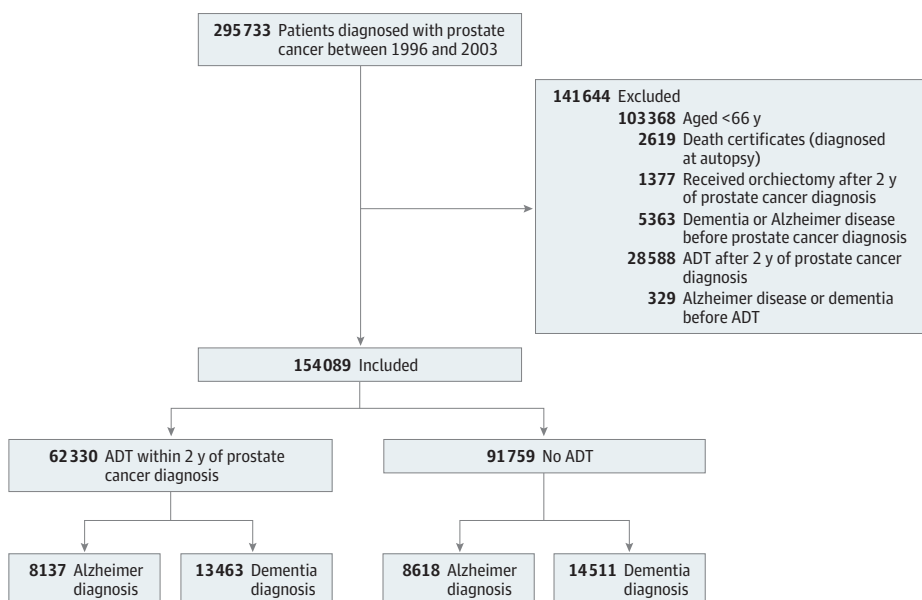 295733 Patients diagnosed with prostate
cancer between 1996 and 2003
141644 Excluded
103368 Aged <66 y
2619 Death certificates (diagnosed
at autopsy)
1377 Received orchiectomy after 2 y
of prostate cancer diagnosis
5363 Dementia or Alzheimer disease
before prostate cancer diagnosis
28588 ADT after 2 y of prostate cancer
diagnosis
329 Alzheimer disease or dementia
before ADT
154089 Included
62330 ADT within 2 y of prostate
cancer diagnosis
91759 No ADT
8137 Alzheimer
diagnosis
13463 Dementia
diagnosis
8618 Alzheimer
diagnosis
14511 Dementia
diagnosis